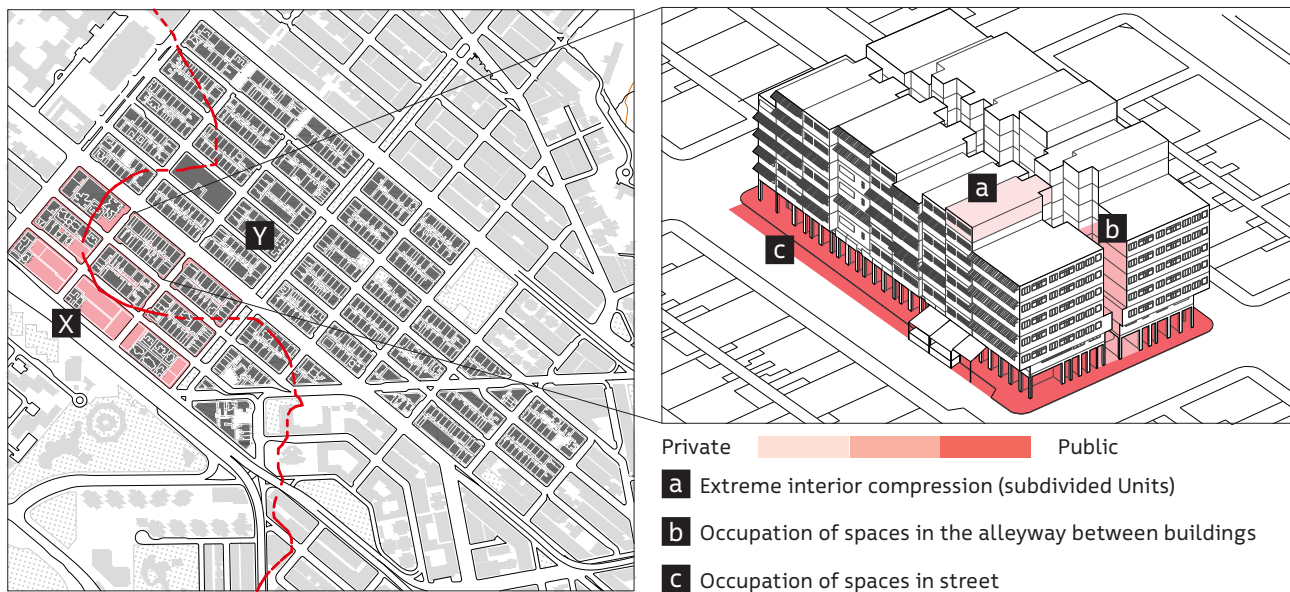 Y
X
a
b
c
Private Public
a Extreme interior compression (subdivided Units)
b Occupation of spaces in the alleyway between buildings
c Occupation of spaces in street